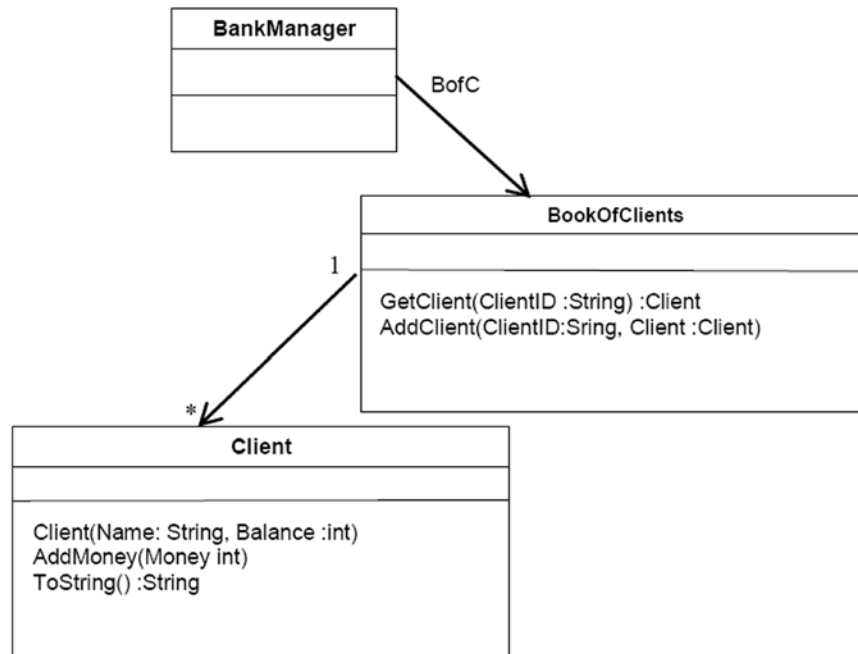 BankManager
BofC
BookOfClients
1
GetClient(ClientID :String) :Client
AddClient(ClientID:Sring, Client :Client)
*
Client
Client(Name: String, Balance :int)
AddMoney(Money int)
ToString() :String